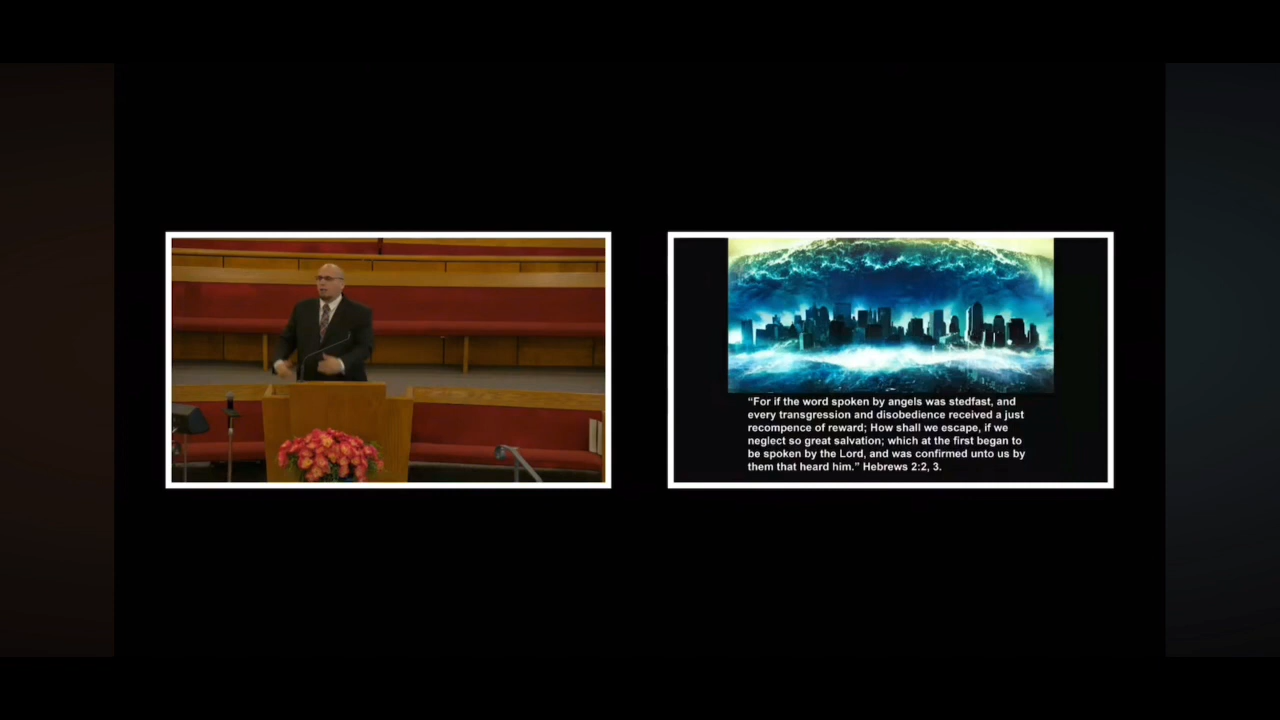 “For if the word spoken by angels was stedfast, and
every transgression and disobedience received a just
recompence of reward; How shall we escape, if we
neglect so great salvation; which at the first began to
be spoken by the Lord, and was confirmed unto us by
them that heard him.” Hebrews 2:2, 3.